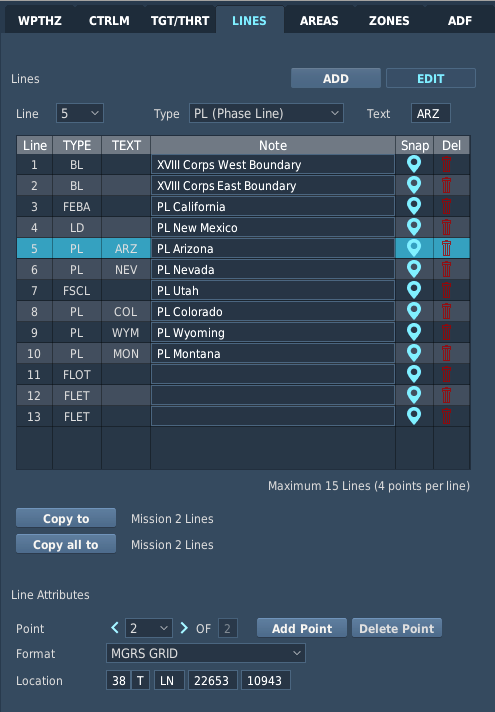 WPTHZ CTRLM TGT/THRT LINES AREAS ZONES ADF
Lines ADD EDIT
Line 5 Type PL (Phase Line) Text ARZ
Line TYPE TEXT Note Snap Del
1 BL XVIII Corps West Boundary
2 BL XVIII Corps East Boundary
3 FEBA PL California
4 LD PL New Mexico
5 PL ARZ PL Arizona
6 PL NEV PL Nevada
7 FSCL PL Utah
8 PL COL PL Colorado
9 PL WYM PL Wyoming
10 PL MON PL Montana
11 FLOT
12 FLET
13 FLET
Maximum 15 Lines (4 points per line)
Copy to Mission 2 Lines
Copy all to Mission 2 Lines
Line Attributes
Point < 2 > OF 2 Add Point Delete Point
Format MGRS GRID
Location 38 T LN 22653 10943